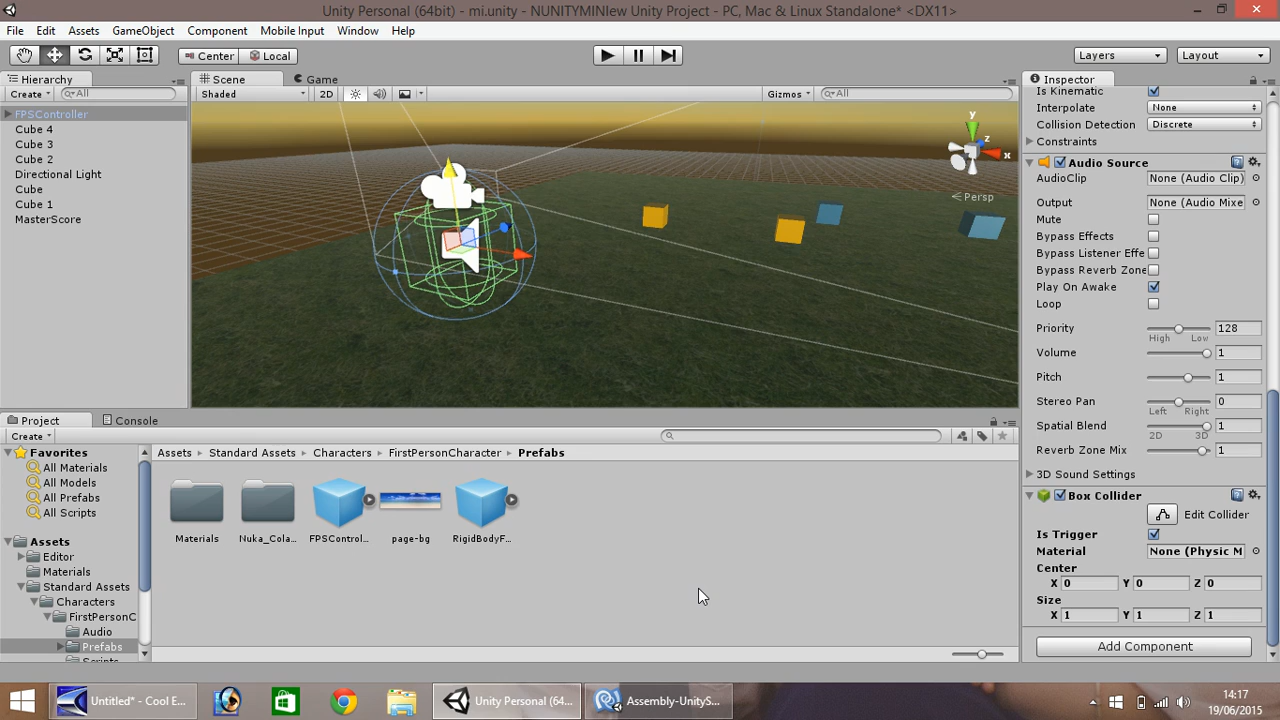 Unity Personal (64bit) - mi.unity - NUNITYMINIew Unity Project - PC, Mac & Linux Standalone* <DX11>
File Edit Assets GameObject Component Mobile Input Window Help
Center Local Layers Layout
Hierarchy
Create All
FPSController
Cube 4
Cube 3
Cube 2
Directional Light
Cube
Cube 1
MasterScore
Scene Game
Shaded 2D Gizmos All
y
z
x
Persp
Inspector
Is Kinematic
Interpolate None
Collision Detection Discrete
Constraints
Audio Source
AudioClip None (Audio Clip)
Output None (Audio Mixe
Mute
Bypass Effects
Bypass Listener Effe
Bypass Reverb Zone
Play On Awake
Loop
Priority 128
High Low
Volume 1
Pitch 1
Stereo Pan 0
Left Right
Spatial Blend 1
2D 3D
Reverb Zone Mix 1
3D Sound Settings
Box Collider
Edit Collider
Is Trigger
Material None (Physic M
Center
X 0 Y 0 Z 0
Size
X 1 Y 1 Z 1
Add Component
Project Console
Create
Favorites
All Materials
All Models
All Prefabs
All Scripts
Assets
Editor
Materials
Standard Assets
Characters
FirstPersonC
Audio
Prefabs
Scripts
Assets Standard Assets Characters FirstPersonCharacter Prefabs
Materials Nuka_Cola... FPSControl... page-bg RigidBodyF...
Untitled* - Cool E... Unity Personal (64... Assembly-UnityS...
14:17
19/06/2015